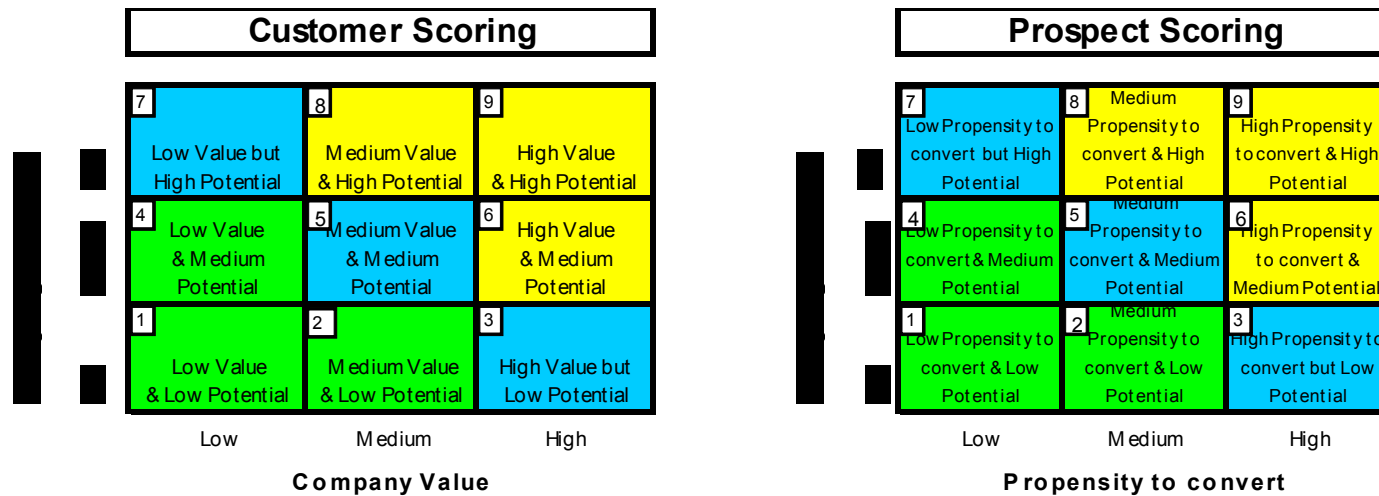 Customer Scoring
7
Low Value but
High Potential
8
Medium Value
& High Potential
9
High Value
& High Potential
4
Low Value
& Medium
Potential
5
Medium Value
& Medium
Potential
6
High Value
& Medium
Potential
1
Low Value
& Low Potential
2
Medium Value
& Low Potential
3
High Value but
Low Potential
Low Medium High
Company Value
Prospect Scoring
7
Low Propensity to
convert but High
Potential
8
Medium
Propensity to
convert & High
Potential
9
High Propensity
to convert & High
Potential
4
Low Propensity to
convert & Medium
Potential
5
Medium
Propensity to
convert & Medium
Potential
6
High Propensity
to convert &
Medium Potential
1
Low Propensity to
convert & Low
Potential
2
Medium
Propensity to
convert & Low
Potential
3
High Propensity to
convert but Low
Potential
Low Medium High
Propensity to convert